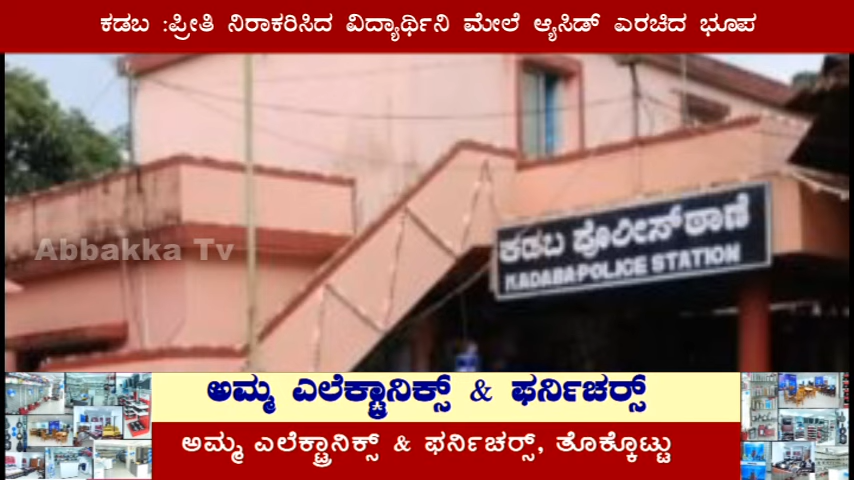 ಕಡಬ :ಪ್ರೀತಿ ನಿರಾಕರಿಸಿದ ವಿದ್ಯಾರ್ಥಿನಿ ಮೇಲೆ ಆ್ಯಸಿಡ್ ಎರಚಿದ ಭೂಪ
Abbakka Tv
ಕಡಬ ಪೊಲೀಸ್ ಠಾಣೆ
KADABA POLICE STATION
ಅಮ್ಮ ಎಲೆಕ್ಟ್ರಾನಿಕ್ಸ್ & ಫರ್ನಿಚರ್ಸ್
ಅಮ್ಮ ಎಲೆಕ್ಟ್ರಾನಿಕ್ಸ್ & ಫರ್ನಿಚರ್ಸ್, ತೊಕ್ಕೊಟ್ಟು